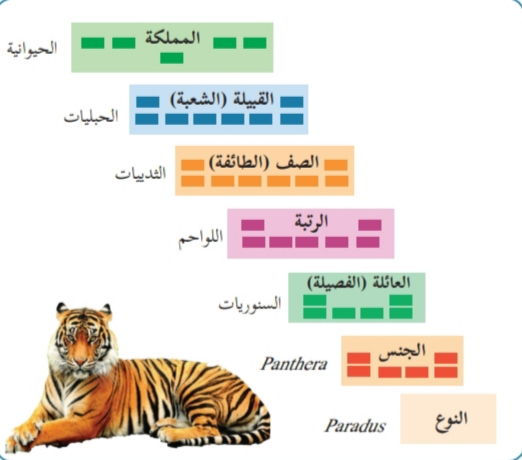 المملكة الحيوانية
القبيلة (الشعبة) الحبليات
الصف (الطائفة) الثدييات
الرتبة اللواحم
العائلة (الفصيلة) السنوريات
الجنس Panthera
النوع Paradus